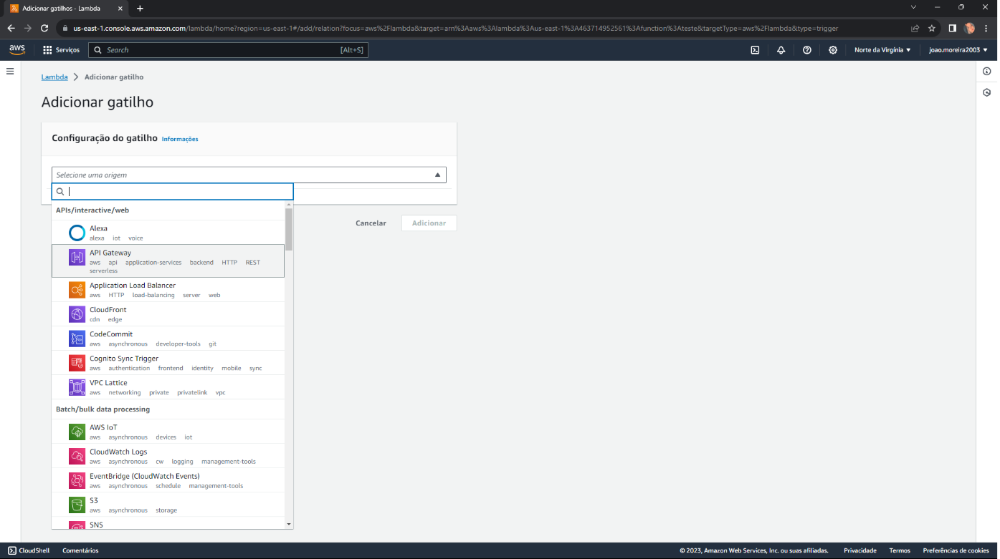 Adicionar gatilhos - Lambda
us-east-1.console.aws.amazon.com/lambda/home?region=us-east-1#/add/relation?focus=aws%2Flambda&target=arn%3Aaws%3Alambda%3Aus-east-1%3A463714952561%3Afunction%3Ateste&targetType=aws%2Flambda&type=trigger
aws Serviços Search [Alt+S] Norte da Virgínia joao.moreira2003
Lambda Adicionar gatilho
Adicionar gatilho
Configuração do gatilho Informações
Selecione uma origem
APIs/interactive/web
Alexa
alexa iot voice
Cancelar Adicionar
API Gateway
aws api application-services backend HTTP REST
serverless
Application Load Balancer
aws HTTP load-balancing server web
CloudFront
cdn edge
CodeCommit
aws asynchronous developer-tools git
Cognito Sync Trigger
aws authentication frontend identity mobile sync
VPC Lattice
aws networking private privatelink vpc
Batch/bulk data processing
AWS IoT
aws asynchronous devices iot
CloudWatch Logs
aws asynchronous cw logging management-tools
EventBridge (CloudWatch Events)
aws asynchronous schedule management-tools
S3
aws asynchronous storage
SNS
CloudShell Comentários © 2023, Amazon Web Services, Inc. ou suas afiliadas. Privacidade Termos Preferências de cookies